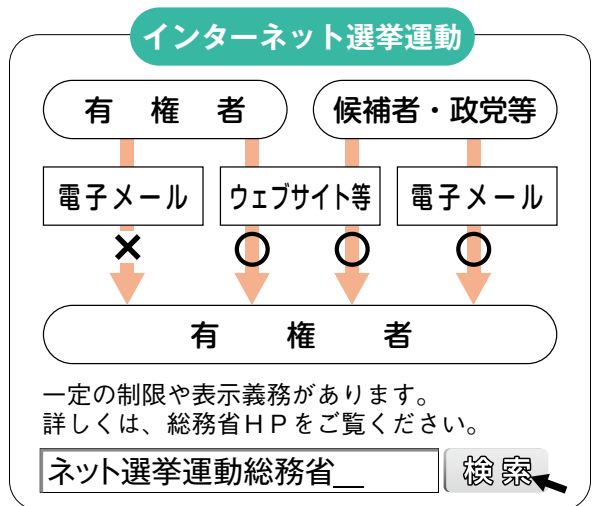 インターネット選挙運動
有権者
候補者・政党等
電子メール
ウェブサイト等
電子メール
×
○
○
○
有権者
一定の制限や表示義務があります。
詳しくは、総務省HPをご覧ください。
ネット選挙運動総務省__
検索